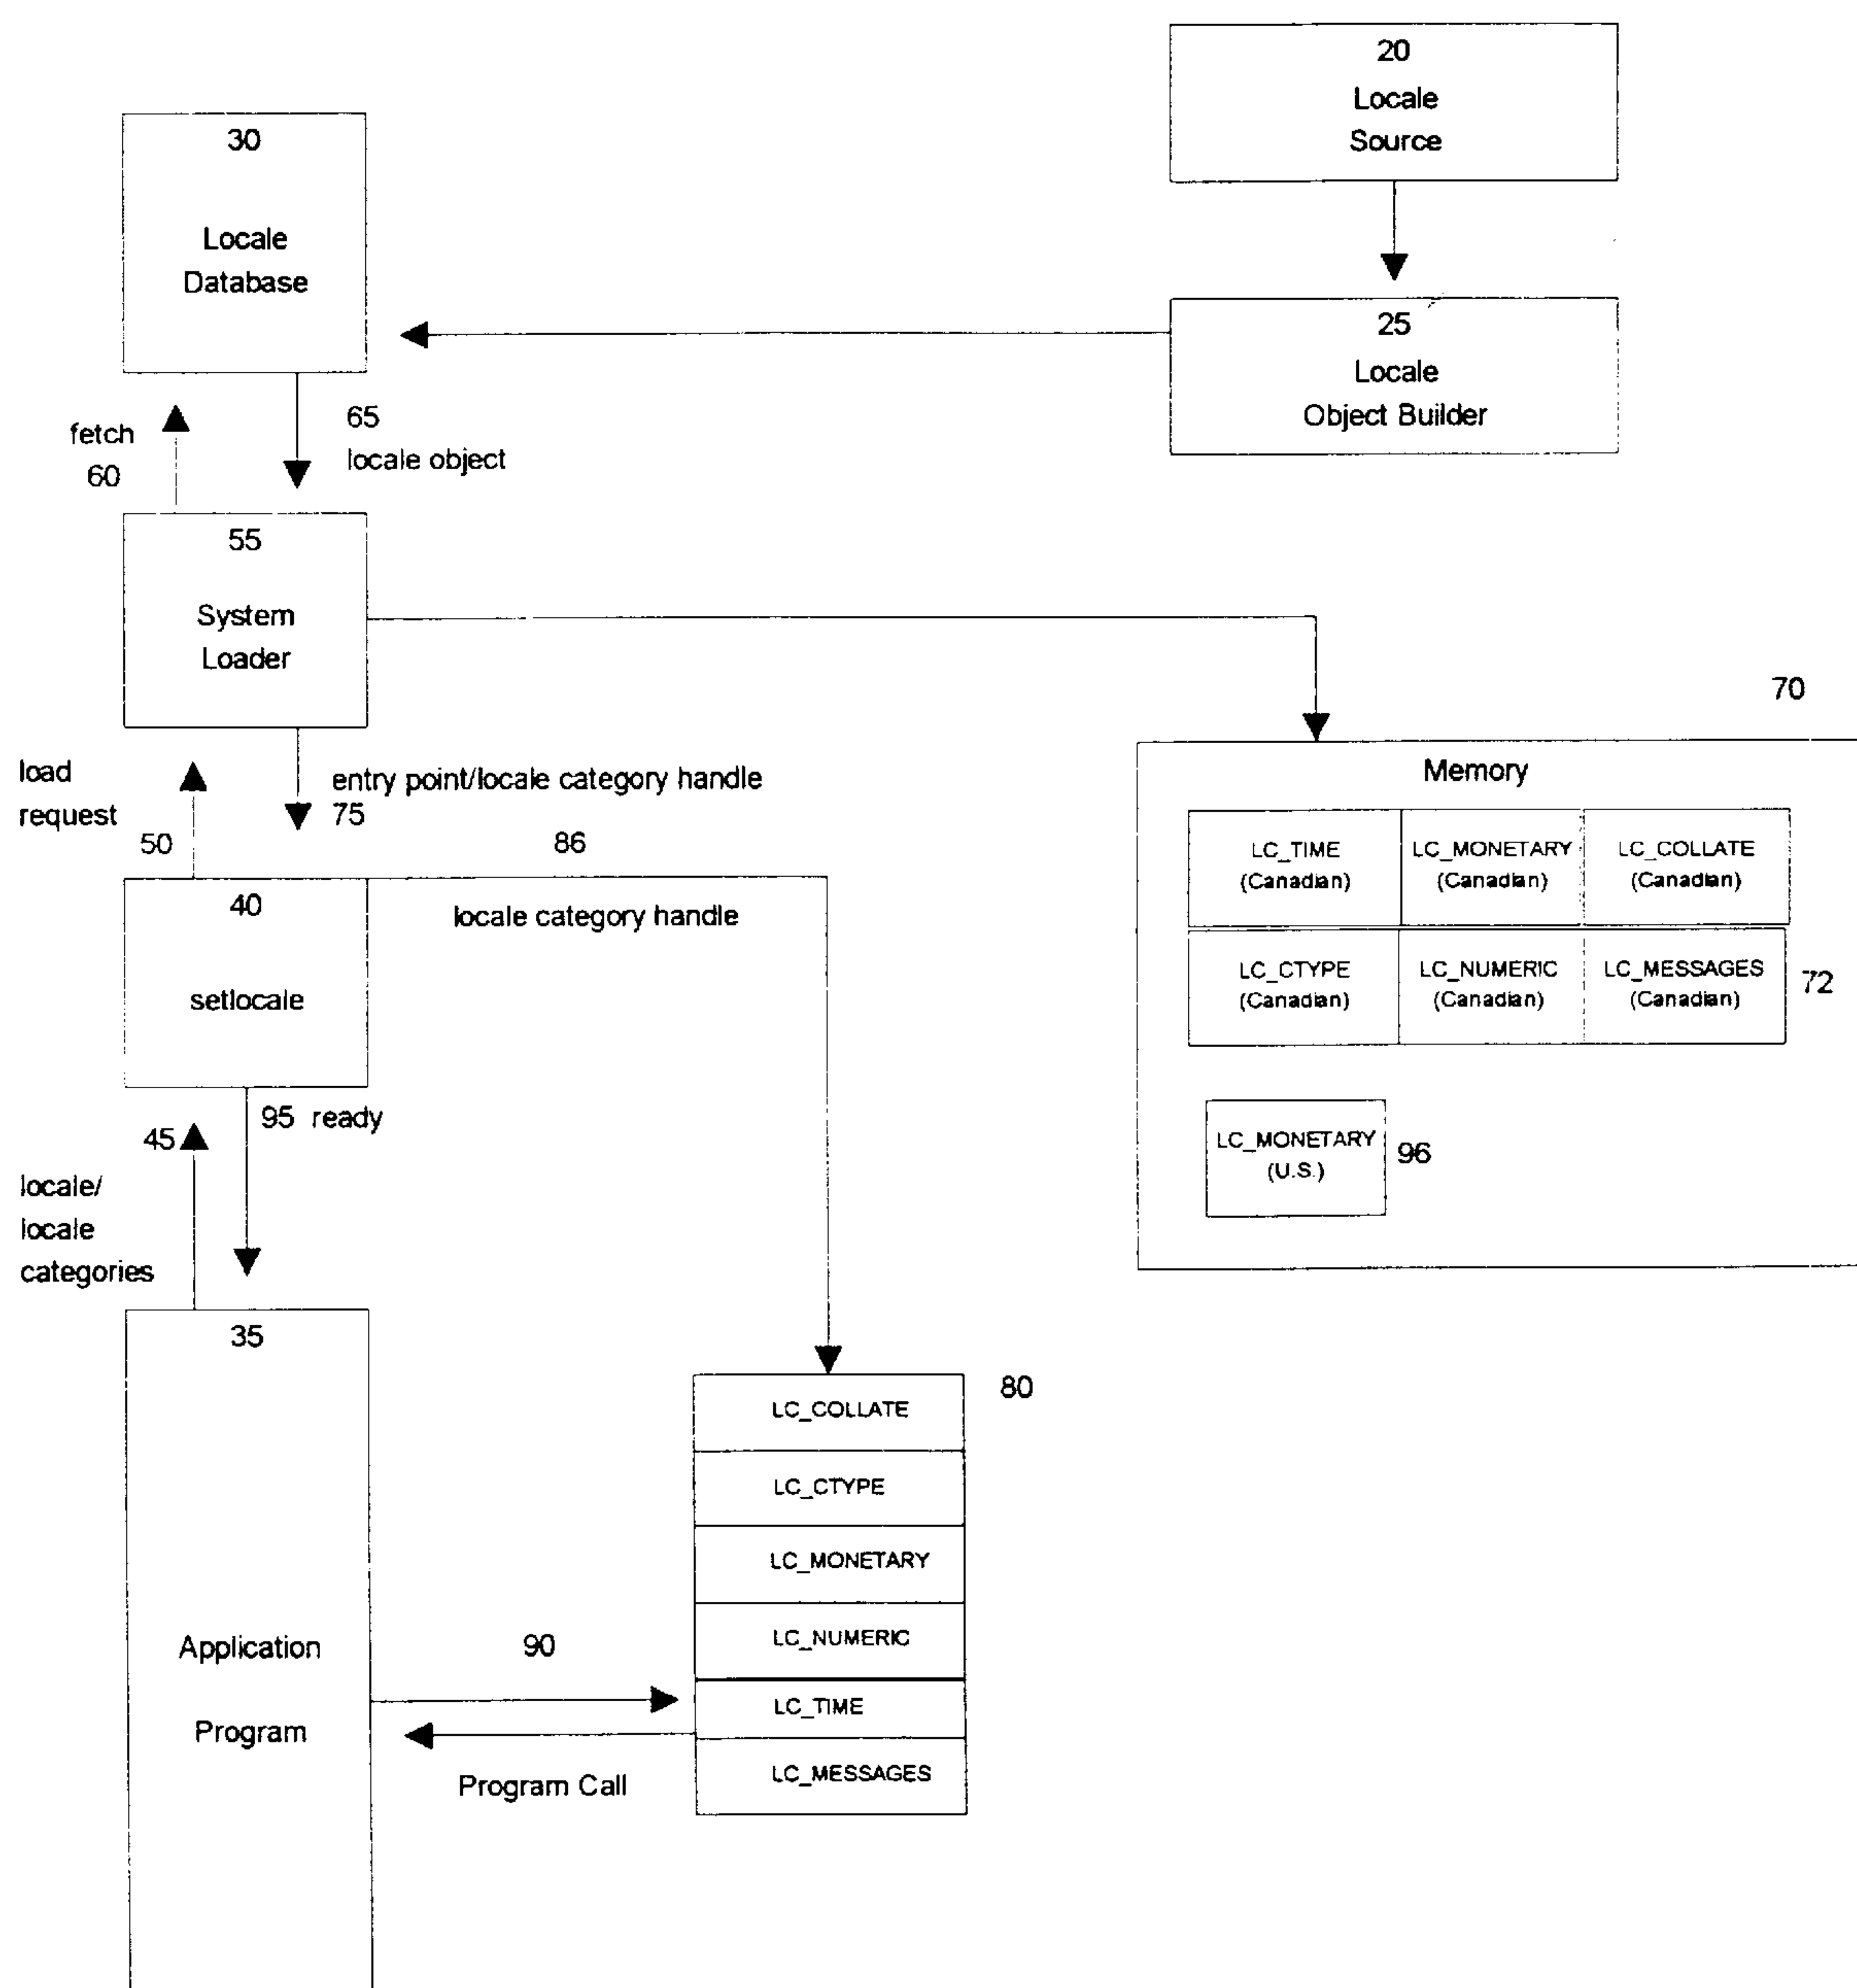 20
Locale
Source
30
Locale
Database
25
Locale
Object Builder
fetch
60
65
locale object
55
System
Loader
70
load
request
50
entry point/locale category handle
75
86
locale category handle
40
setlocale
Memory
LC_TIME
(Canadian)
LC_MONETARY
(Canadian)
LC_COLLATE
(Canadian)
LC_CTYPE
(Canadian)
LC_NUMERIC
(Canadian)
LC_MESSAGES
(Canadian)
72
LC_MONETARY
(U.S.)
96
95 ready
45
locale/
locale
categories
35
Application
Program
80
LC_COLLATE
LC_CTYPE
LC_MONETARY
LC_NUMERIC
LC_TIME
LC_MESSAGES
90
Program Call